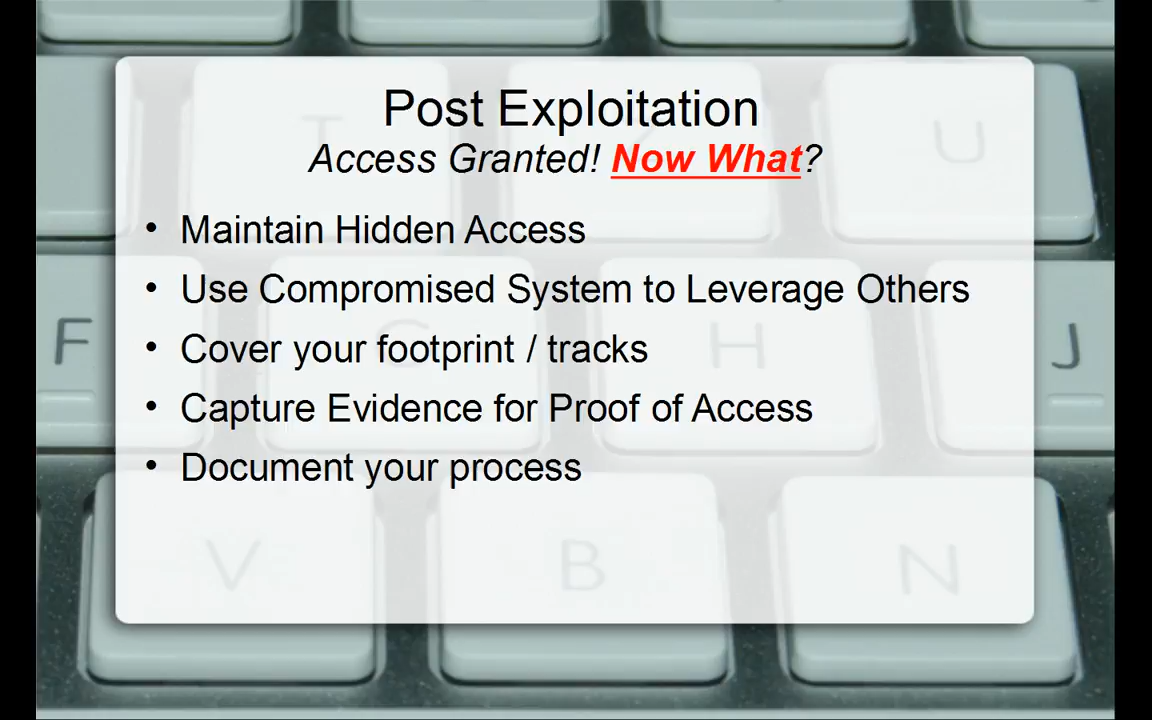 Post Exploitation
Access Granted! Now What?
• Maintain Hidden Access
• Use Compromised System to Leverage Others
• Cover your footprint / tracks
• Capture Evidence for Proof of Access
• Document your process
T
Z
U
F
G
H
J
V
B
N